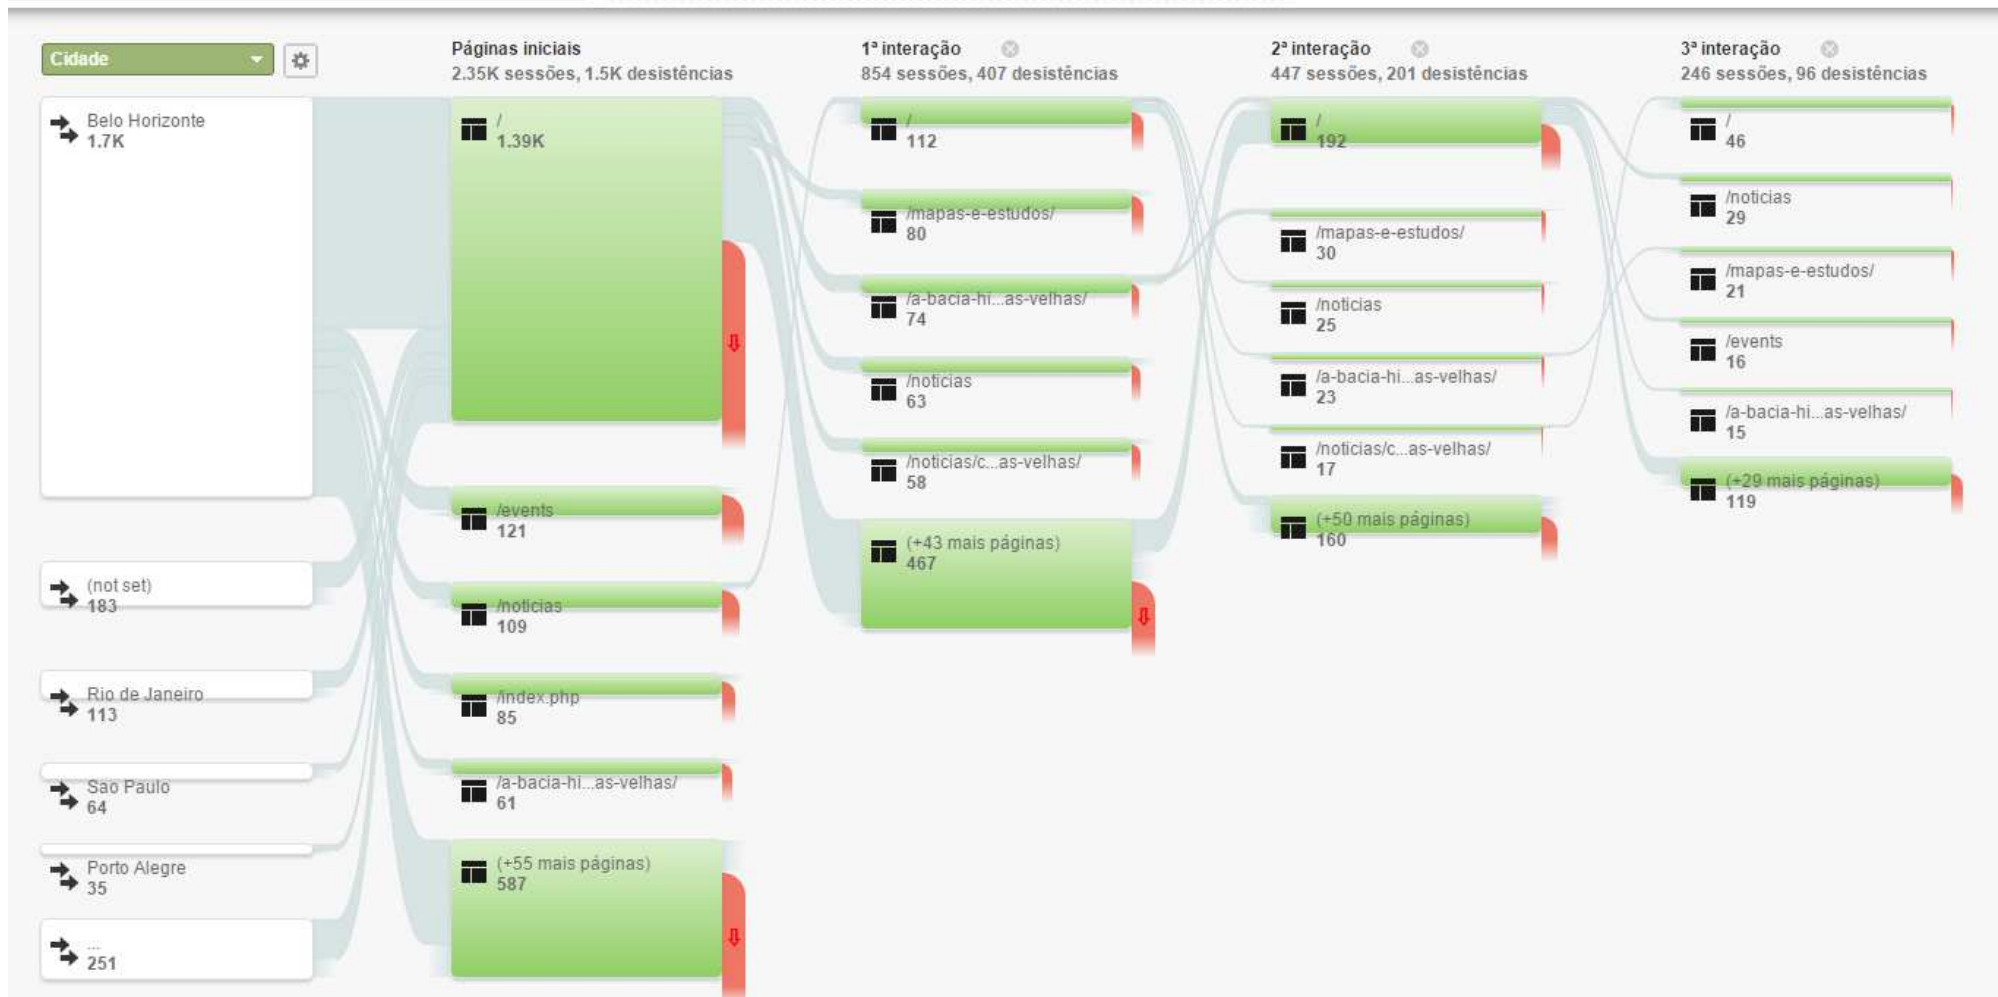 Cidade
Belo Horizonte
1.7K
(not set)
183
Rio de Janeiro
113
Sao Paulo
64
Porto Alegre
35
...
251
Páginas iniciais
2.35K sessões, 1.5K desistências
/
1.39K
/events
121
/noticias
109
/index.php
85
/a-bacia-hi...as-velhas/
61
(+55 mais páginas)
587
1ª interação
854 sessões, 407 desistências
/
112
/mapas-e-estudos/
80
/a-bacia-hi...as-velhas/
74
/noticias
63
/noticias/c...as-velhas/
58
(+43 mais páginas)
467
2ª interação
447 sessões, 201 desistências
/
192
/mapas-e-estudos/
30
/noticias
25
/a-bacia-hi...as-velhas/
23
/noticias/c...as-velhas/
17
(+50 mais páginas)
160
3ª interação
246 sessões, 96 desistências
/
46
/noticias
29
/mapas-e-estudos/
21
/events
16
/a-bacia-hi...as-velhas/
15
(+29 mais páginas)
119